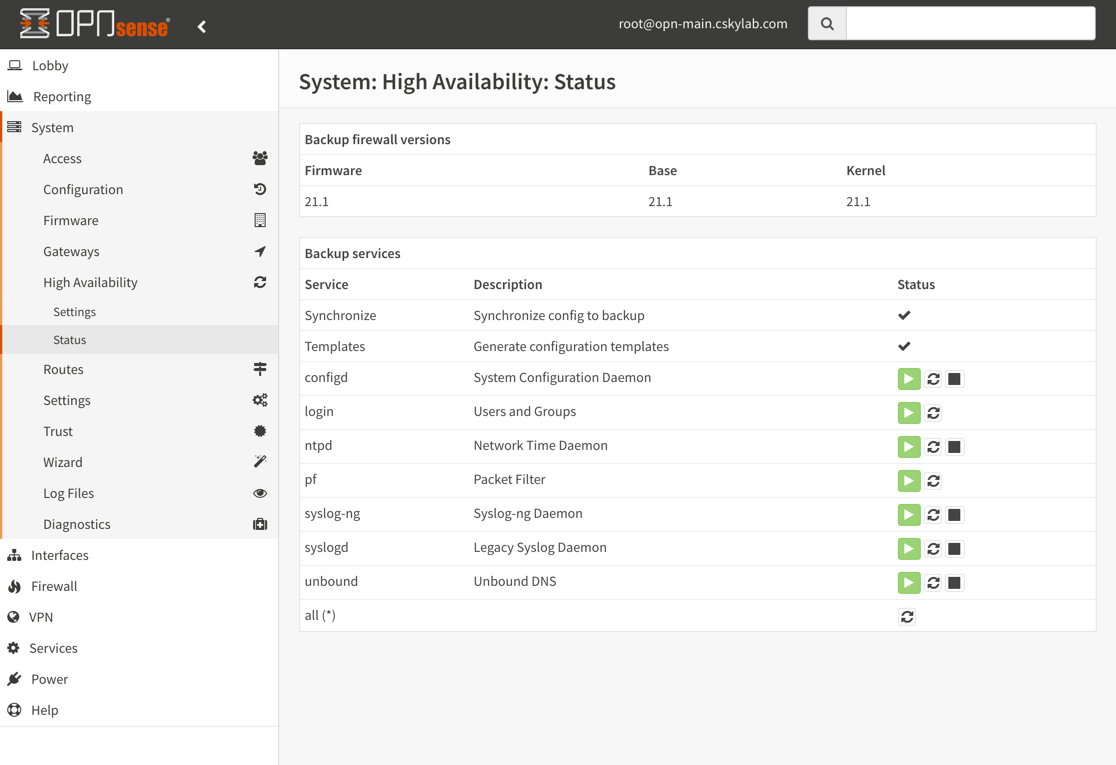 OPNsense
root@opn-main.cskylab.com
Lobby
Reporting
System
Access
Configuration
Firmware
Gateways
High Availability
Settings
Status
Routes
Settings
Trust
Wizard
Log Files
Diagnostics
Interfaces
Firewall
VPN
Services
Power
Help
System: High Availability: Status
Backup firewall versions
Firmware Base Kernel
21.1 21.1 21.1
Backup services
Service Description Status
Synchronize Synchronize config to backup
Templates Generate configuration templates
configd System Configuration Daemon
login Users and Groups
ntpd Network Time Daemon
pf Packet Filter
syslog-ng Syslog-ng Daemon
syslogd Legacy Syslog Daemon
unbound Unbound DNS
all (*)